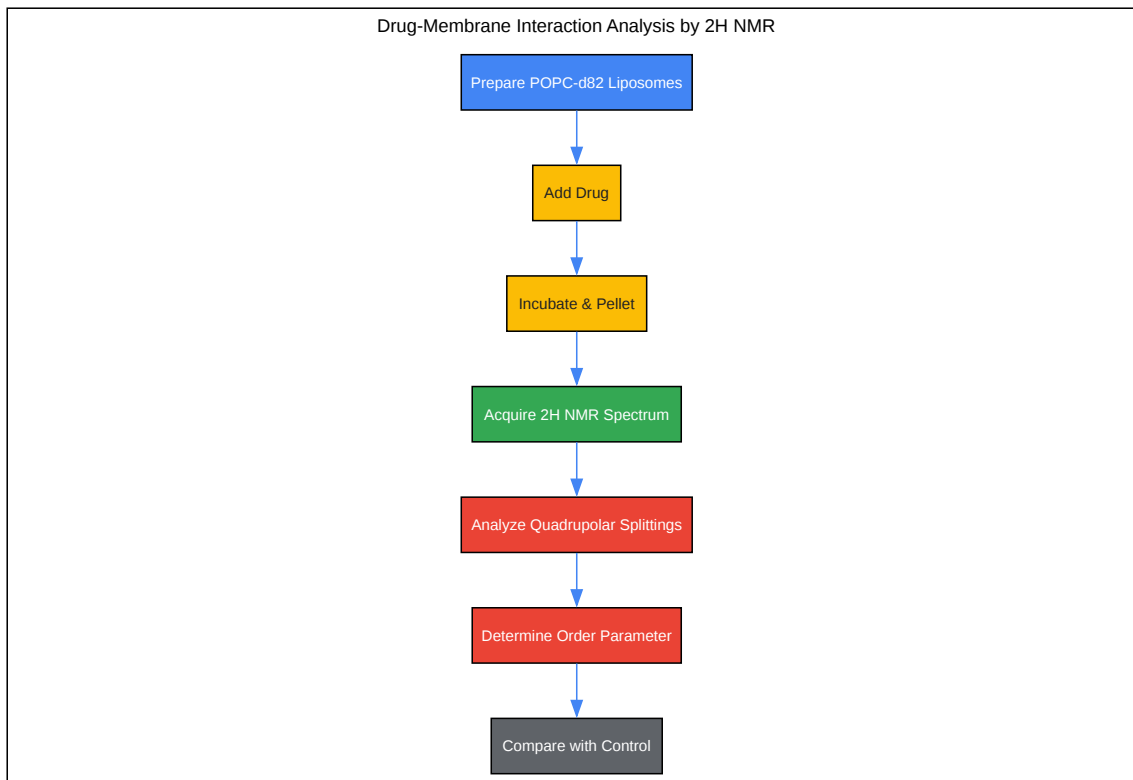 Drug-Membrane Interaction Analysis by 2H NMR
Prepare POPC-d82 Liposomes
Add Drug
Incubate & Pellet
Acquire 2H NMR Spectrum
Analyze Quadrupolar Splittings
Determine Order Parameter
Compare with Control